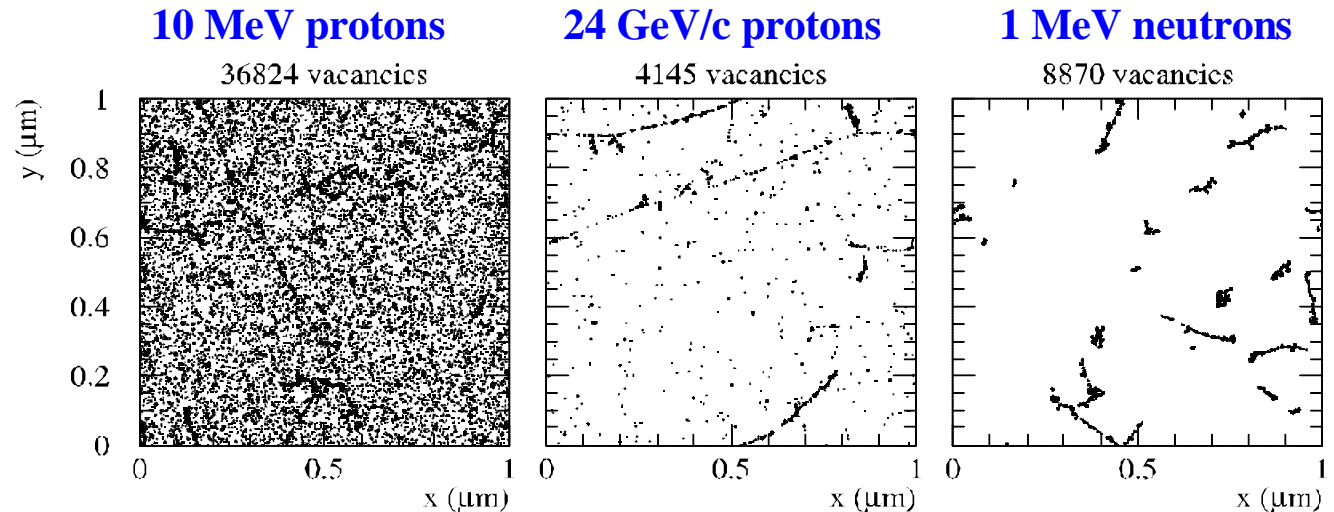 10 MeV protons 24 GeV/c protons 1 MeV neutrons
36824 vacancies 4145 vacancies 8870 vacancies
y (μm)
1
0.8
0.6
0.4
0.2
0
0 0.5 1 0 0.5 1 0 0.5 1
x (μm) x (μm) x (μm)